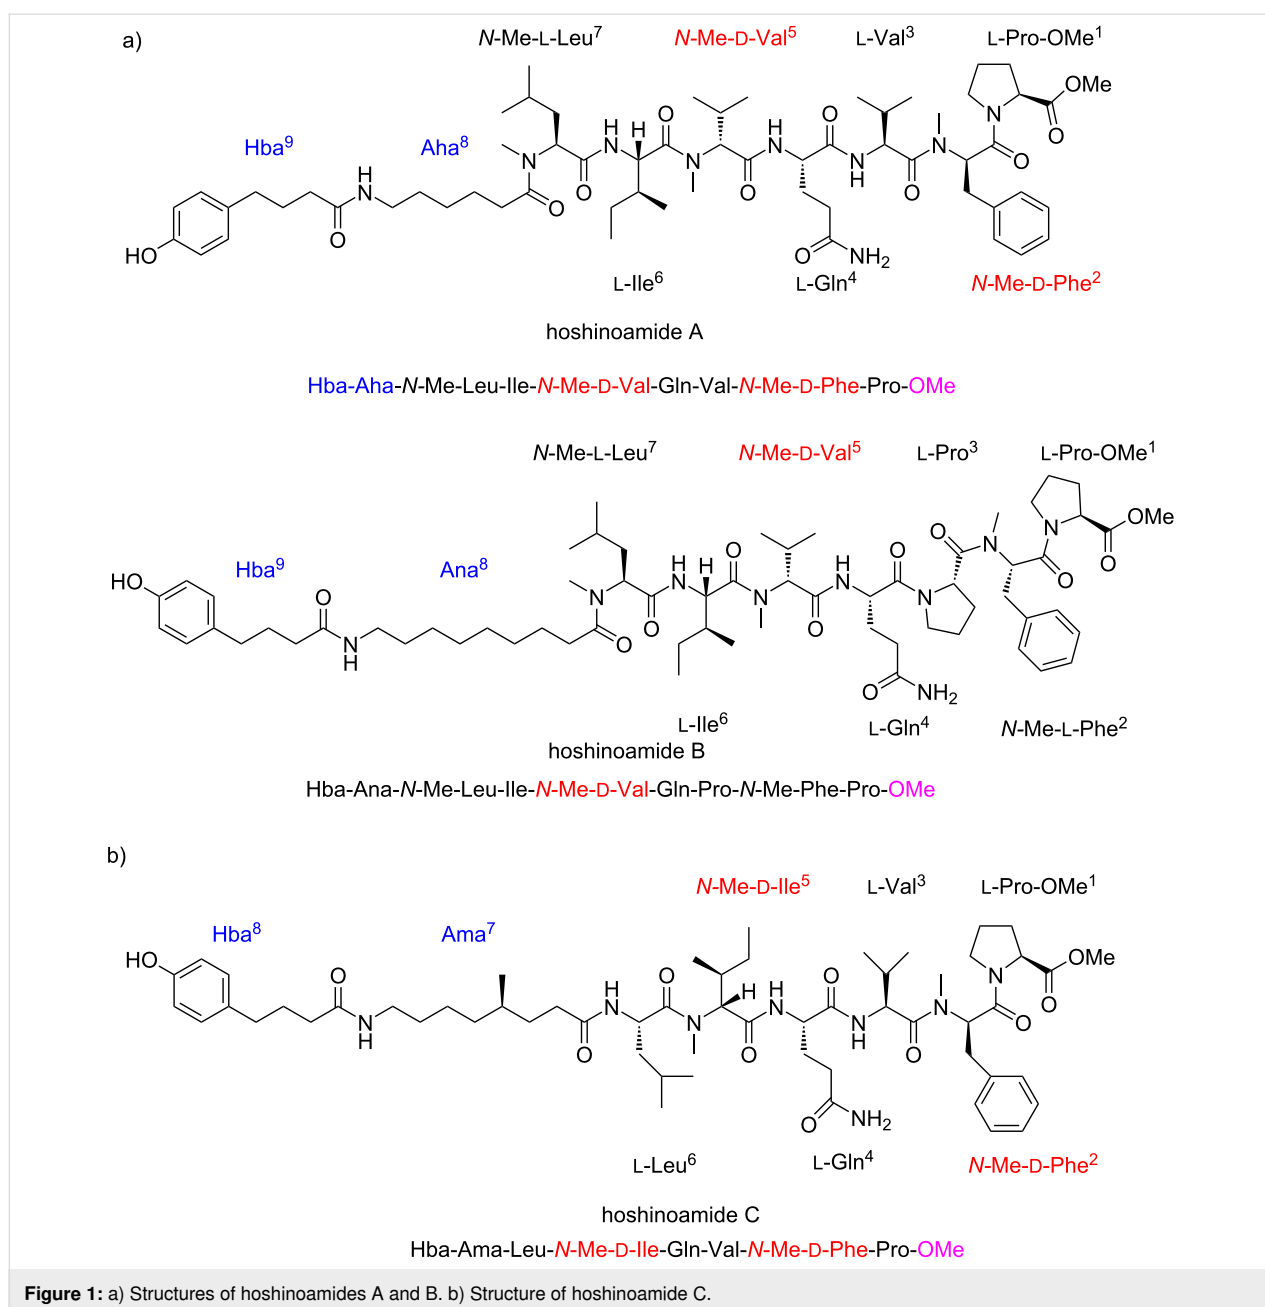 a)
N-Me-L-Leu7 N-Me-D-Val5 L-Val3 L-Pro-OMe1
Hba9 Aha8
HO O H N N O O H N H O N O H N O O NH2 N H O N O N O OMe O
L-Ile6 L-Gln4 N-Me-D-Phe2
hoshinoamide A
Hba-Aha-N-Me-Leu-Ile-N-Me-D-Val-Gln-Val-N-Me-D-Phe-Pro-OMe
N-Me-L-Leu7 N-Me-D-Val5 L-Pro3 L-Pro-OMe1
Hba9 Ana8
HO O N H N O O H N H O N O H N O O NH2 N O N O N O OMe
L-Ile6 L-Gln4 N-Me-L-Phe2
hoshinoamide B
Hba-Ana-N-Me-Leu-Ile-N-Me-D-Val-Gln-Pro-N-Me-Phe-Pro-OMe
b)
N-Me-D-Ile5 L-Val3 L-Pro-OMe1
Hba8 Ama7
HO O N H O H N O N H O H N O O NH2 N H O N O N O OMe
L-Leu6 L-Gln4 N-Me-D-Phe2
hoshinoamide C
Hba-Ama-Leu-N-Me-D-Ile-Gln-Val-N-Me-D-Phe-Pro-OMe
Figure 1: a) Structures of hoshinoamides A and B. b) Structure of hoshinoamide C.